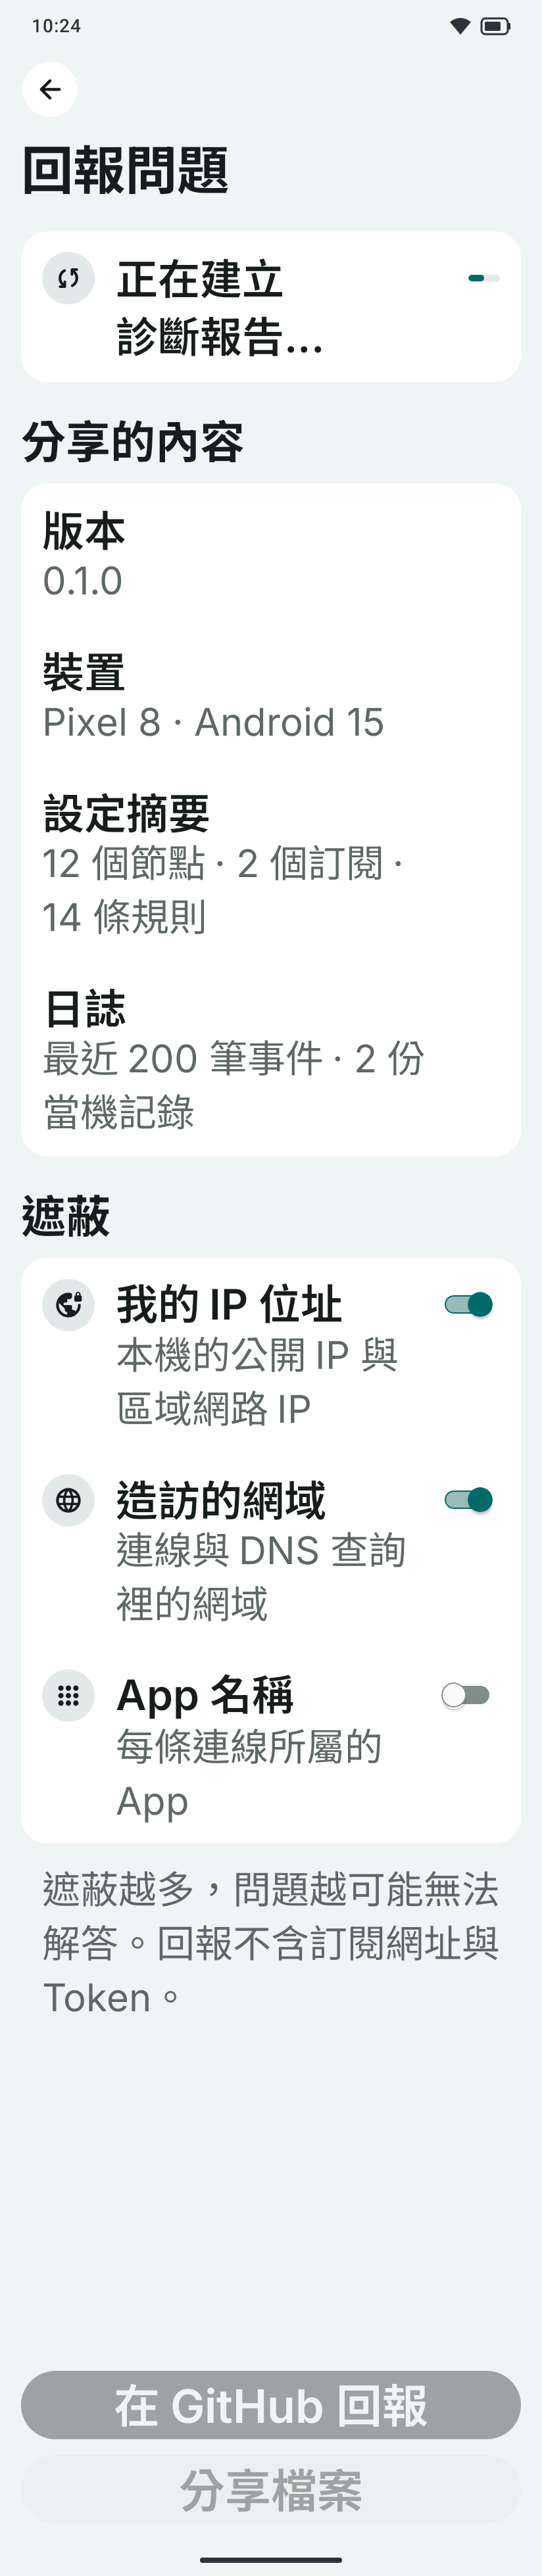 10:24
回報問題
正在建立
診斷報告...
分享的內容
版本
0.1.0
裝置
Pixel 8 · Android 15
設定摘要
12 個節點 · 2 個訂閱 ·
14 條規則
日誌
最近 200 筆事件 · 2 份
當機記錄
遮蔽
我的 IP 位址
本機的公開 IP 與
區域網路 IP
造訪的網域
連線與 DNS 查詢
裡的網域
App 名稱
每條連線所屬的
App
遮蔽越多，問題越可能無法
解答。回報不含訂閱網址與
Token。
在 GitHub 回報
分享檔案